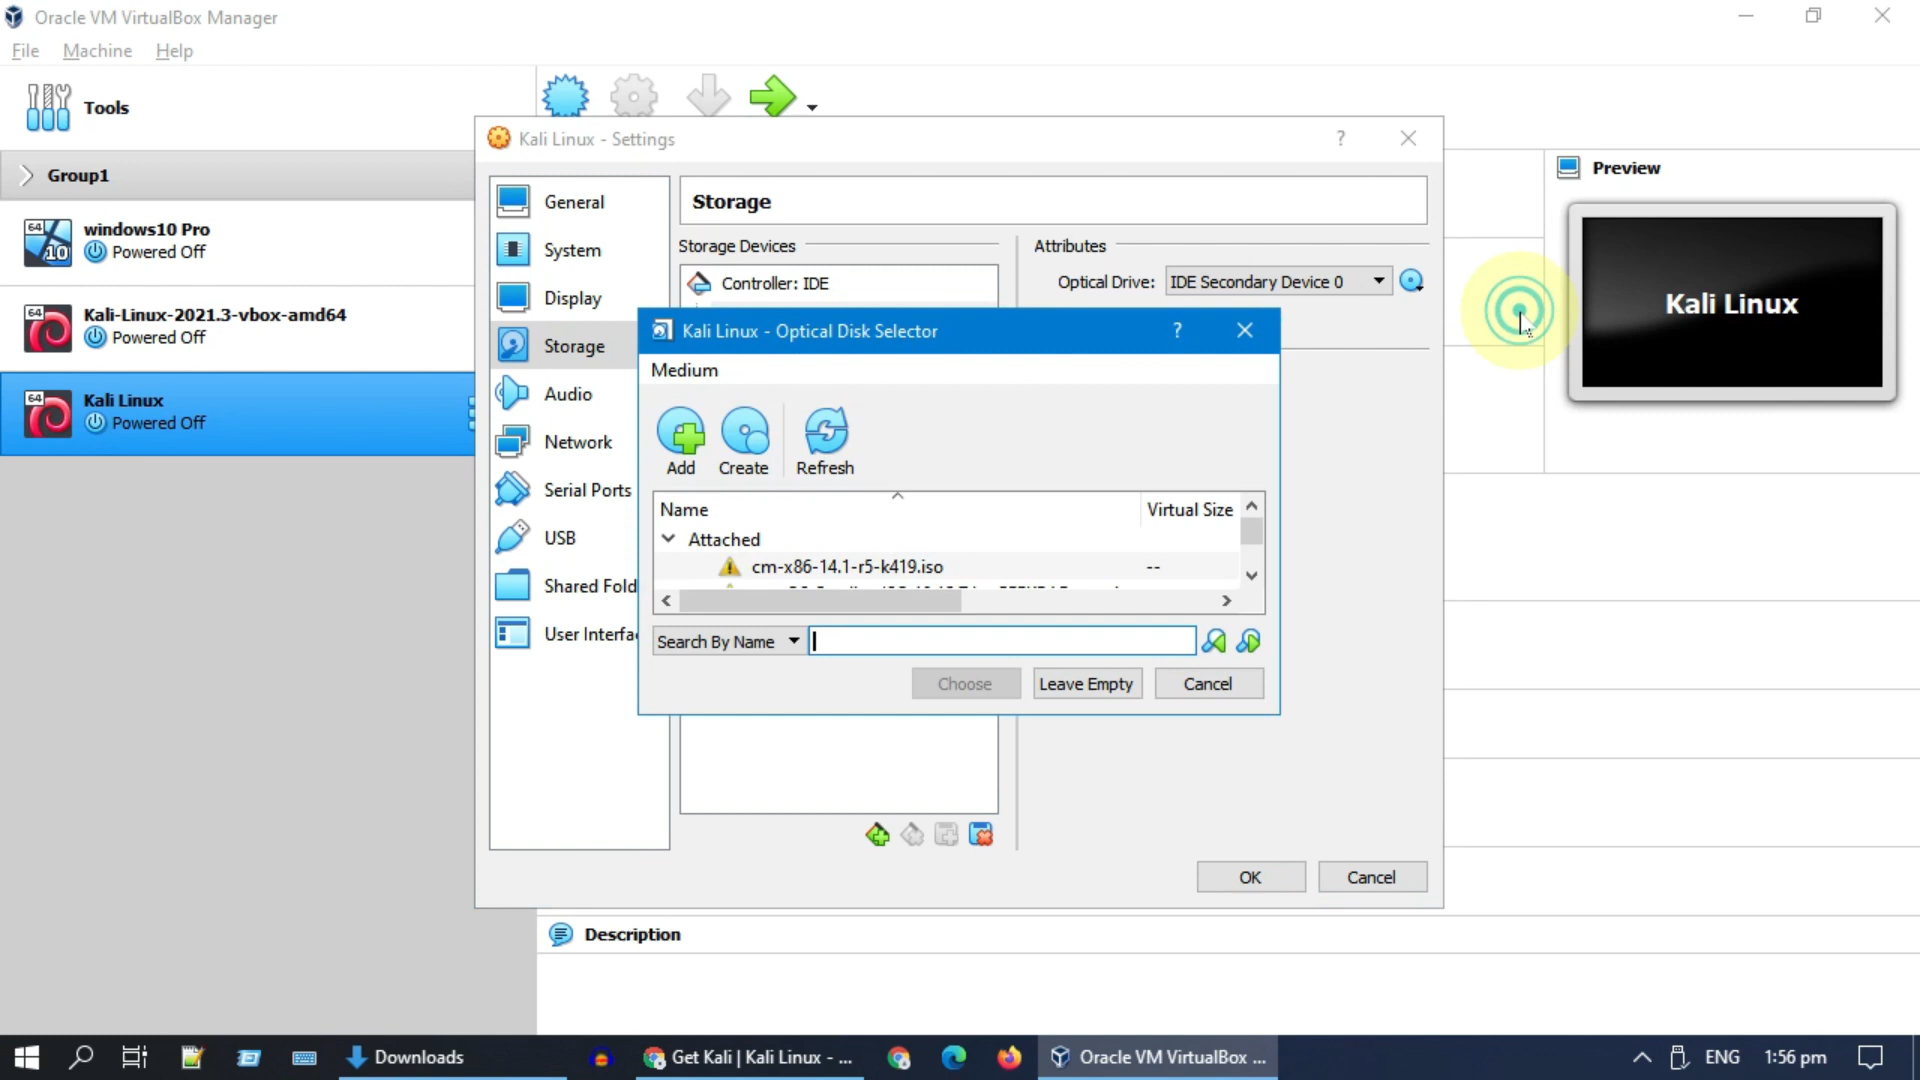 Oracle VM VirtualBox Manager
File Machine Help
Tools
Group1
64
10
windows10 Pro
Powered Off
64
Kali-Linux-2021.3-vbox-amd64
Powered Off
64
Kali Linux
Powered Off
Kali Linux - Settings
?
General
System
Display
Storage
Audio
Network
Serial Ports
USB
Shared Fold
User Interfa
Storage
Storage Devices
Controller: IDE
Attributes
Optical Drive: IDE Secondary Device 0
Kali Linux - Optical Disk Selector
?
Medium
Add Create Refresh
Name Virtual Size
Attached
cm-x86-14.1-r5-k419.iso --
Search By Name
Choose Leave Empty Cancel
OK Cancel
Preview
Kali Linux
Description
Downloads
Get Kali | Kali Linux - ...
Oracle VM VirtualBox ...
ENG 1:56 pm